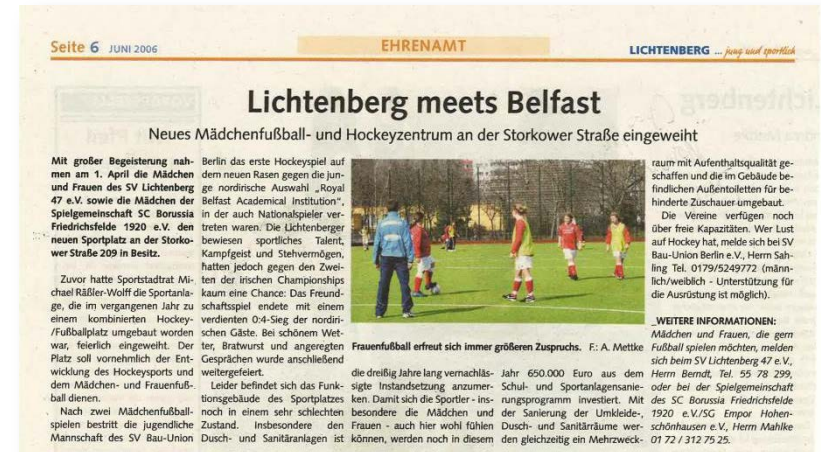 Seite 6 JUNI 2006
EHRENAMT
LICHTENBERG ... jung und sportlich
Lichtenberg meets Belfast
Neues Mädchenfußball- und Hockeyzentrum an der Storkower Straße eingeweiht
Mit großer Begeisterung nah-
men am 1. April die Mädchen
und Frauen des SV Lichtenberg
47 e.V. sowie die Mädchen der
Spielgemeinschaft SC Borussia
Friedrichsfelde 1920 e.V. den
neuen Sportplatz an der Storko-
wer Straße 209 in Besitz.
Zuvor hatte Sportstadtrat Mi-
chael Räßler-Wolff die Sportanla-
ge, die im vergangenen Jahr zu
einem kombinierten Hockey-
/Fußballplatz umgebaut worden
war, feierlich eingeweiht. Der
Platz soll vornehmlich der Ent-
wicklung des Hockeysports und
dem Mädchen- und Frauenfuß-
ball dienen.
Nach zwei Mädchenfußball-
spielen bestritt die jugendliche
Mannschaft des SV Bau-Union
Berlin das erste Hockeyspiel auf
dem neuen Rasen gegen die jun-
ge nordirische Auswahl „Royal
Belfast Academical Institution",
in der auch Nationalspieler ver-
treten waren. Die Lichtenberger
bewiesen sportliches Talent,
Kampfgeist und Stehvermögen,
hatten jedoch gegen den Zwei-
ten der irischen Championships
kaum eine Chance: Das Freund-
schaftsspiel endete mit einem
verdienten 0:4-Sieg der nordiri-
schen Gäste. Bei schönem Wet-
ter, Bratwurst und angeregten
Gesprächen wurde anschließend
weitergefeiert.
Leider befindet sich das Funk-
tionsgebäude des Sportplatzes
noch in einem sehr schlechten
Zustand. Insbesondere den
Dusch- und Sanitäranlagen ist
Frauenfußball erfreut sich immer größeren Zuspruchs. F.: A. Mettke
die dreißig Jahre lang vernachläs-
sigte Instandsetzung anzumer-
ken. Damit sich die Sportler - ins-
besondere die Mädchen und
Frauen - auch hier wohl fühlen
können, werden noch in diesem
Jahr 650.000 Euro aus dem
Schul- und Sportanlagensanie-
rungsprogramm investiert. Mit
der Sanierung der Umkleide-,
Dusch- und Sanitärräume wer-
den gleichzeitig ein Mehrzweck-
raum mit Aufenthaltsqualität ge-
schaffen und die im Gebäude be-
findlichen Außentoiletten für be-
hinderte Zuschauer umgebaut.
Die Vereine verfügen noch
über freie Kapazitäten. Wer Lust
auf Hockey hat, melde sich bei SV
Bau-Union Berlin e.V., Herrn Sah-
ling Tel. 0179/5249772 (männ-
lich/weiblich - Unterstützung für
die Ausrüstung ist möglich).
_WEITERE INFORMATIONEN:
Mädchen und Frauen, die gern
Fußball spielen möchten, melden
sich beim SV Lichtenberg 47 e.V.,
Herrn Berndt, Tel. 55 78 299,
oder bei der Spielgemeinschaft
des SC Borussia Friedrichsfelde
1920 e.V./SG Empor Hohen-
schönhausen e.V., Herrn Mahlke
01 72 / 312 75 25.